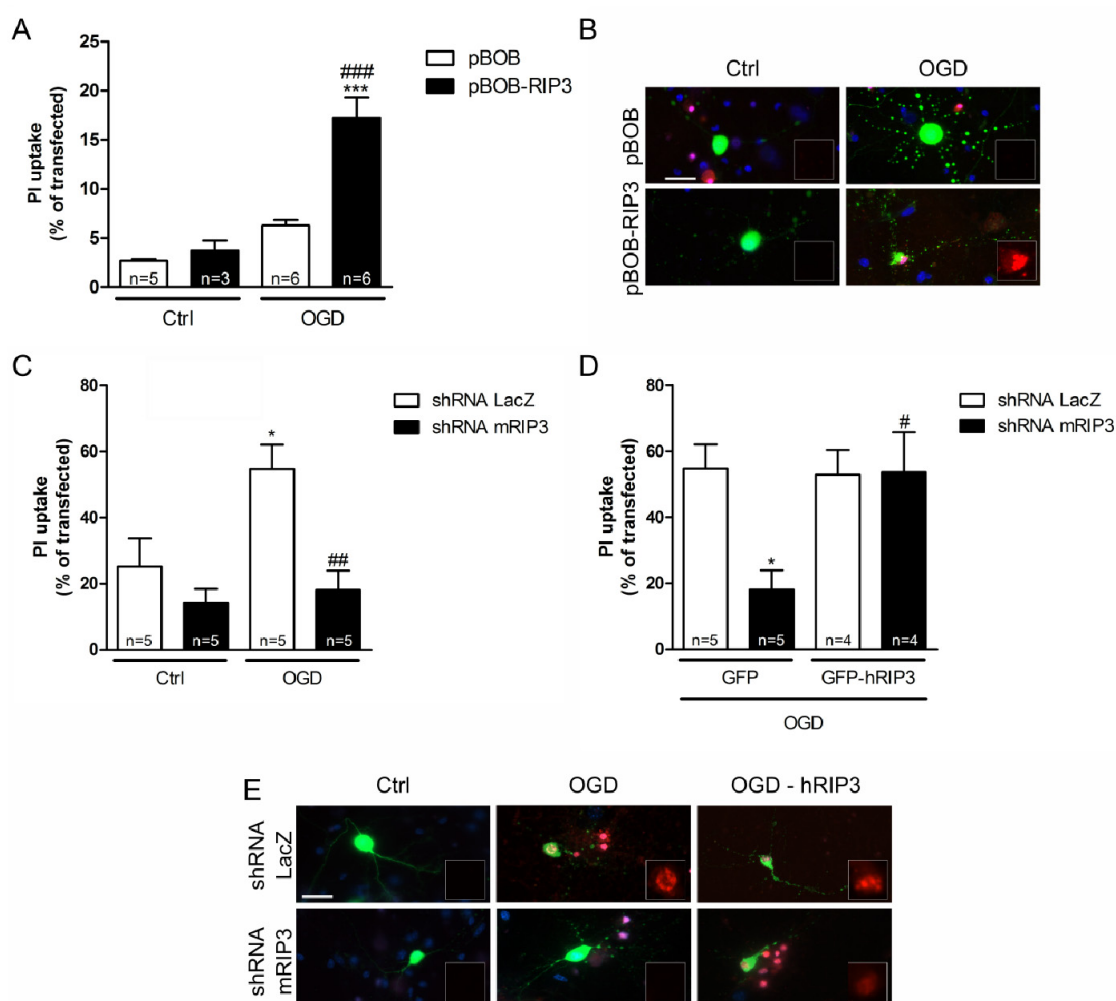 A
25
20
15
10
5
0
PI uptake
(% of transfected)
n=5
n=3
n=6
n=6
###
***
Ctrl
OGD
pBOB
pBOB-RIP3
B
Ctrl
OGD
pBOB
pBOB-RIP3
C
80
60
40
20
0
PI uptake
(% of transfected)
*
##
n=5
n=5
n=5
n=5
Ctrl
OGD
shRNA LacZ
shRNA mRIP3
D
80
60
40
20
0
PI uptake
(% of transfected)
*
#
n=5
n=5
n=4
n=4
GFP
GFP-hRIP3
OGD
shRNA LacZ
shRNA mRIP3
E
Ctrl
OGD
OGD - hRIP3
shRNA
LacZ
shRNA
mRIP3